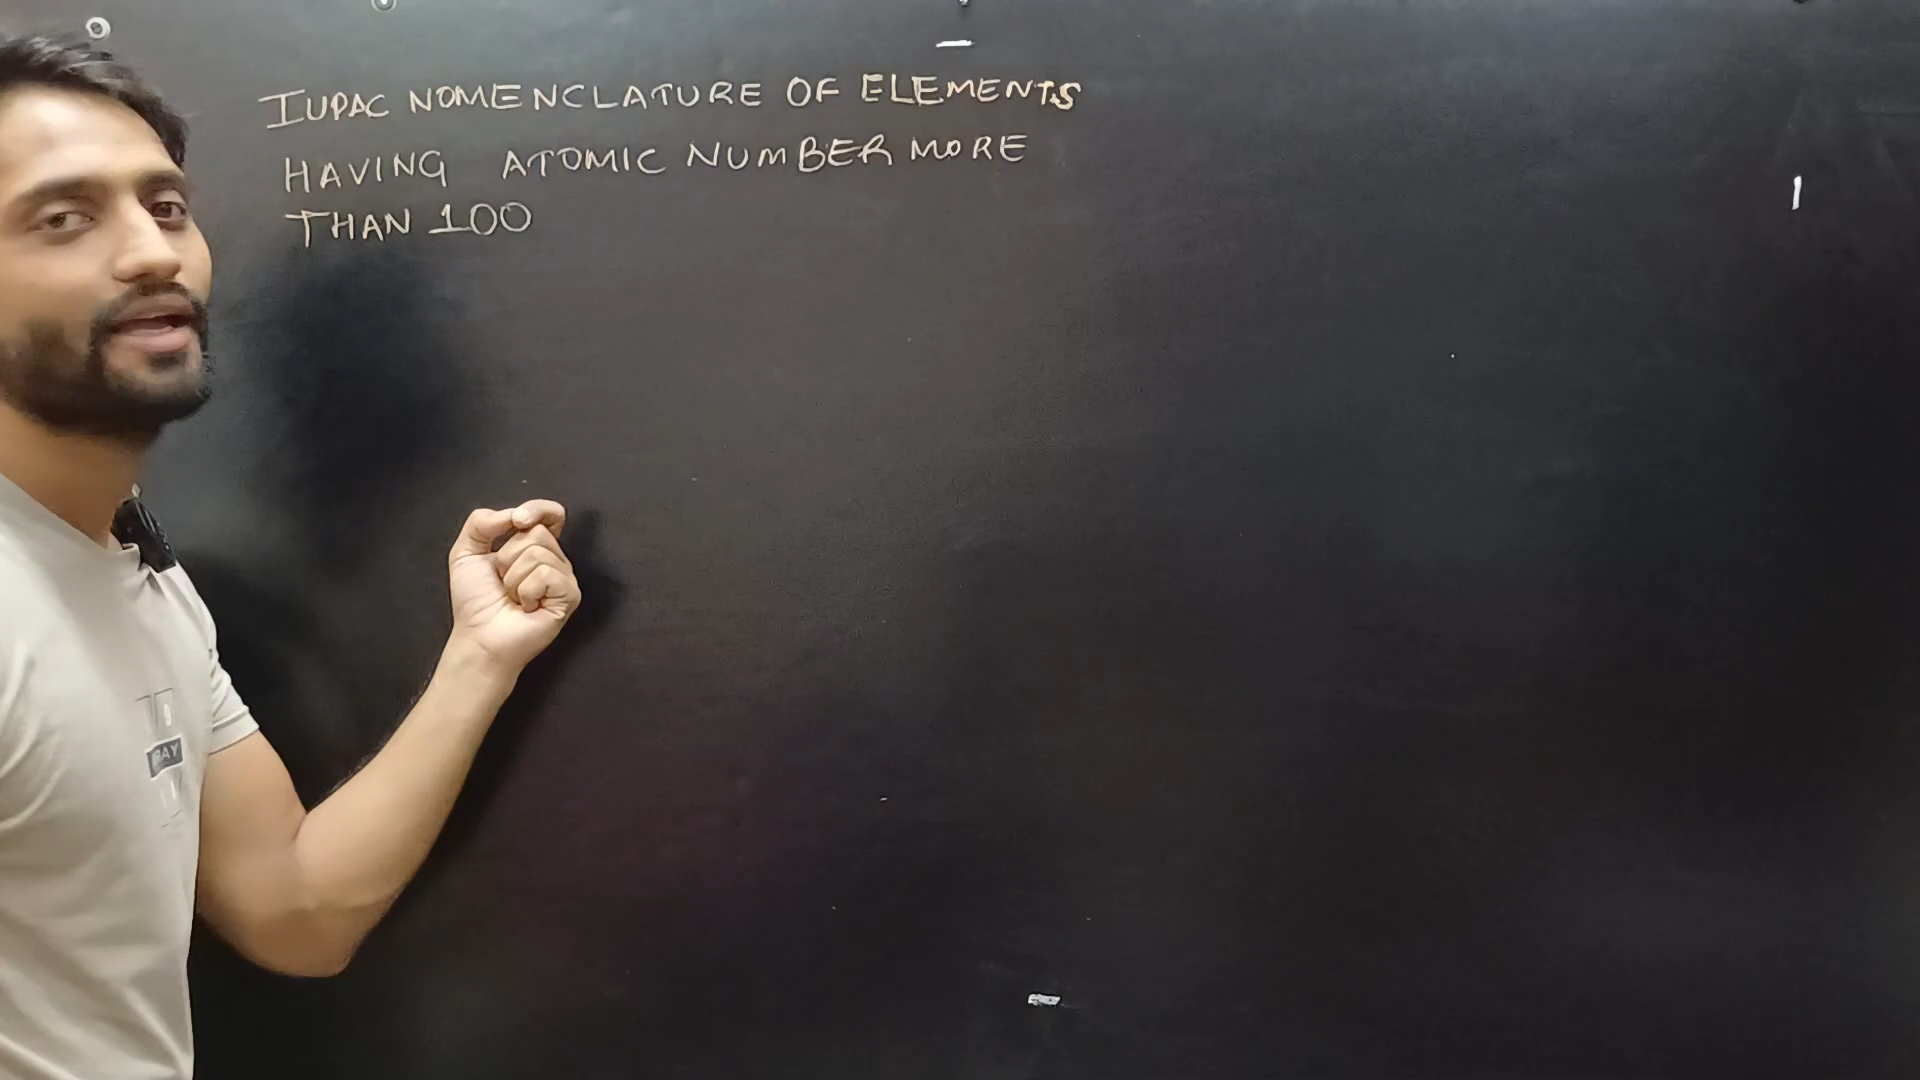 IUPAC NOMENCLATURE OF ELEMENTS
HAVING ATOMIC NUMBER MORE
THAN 100